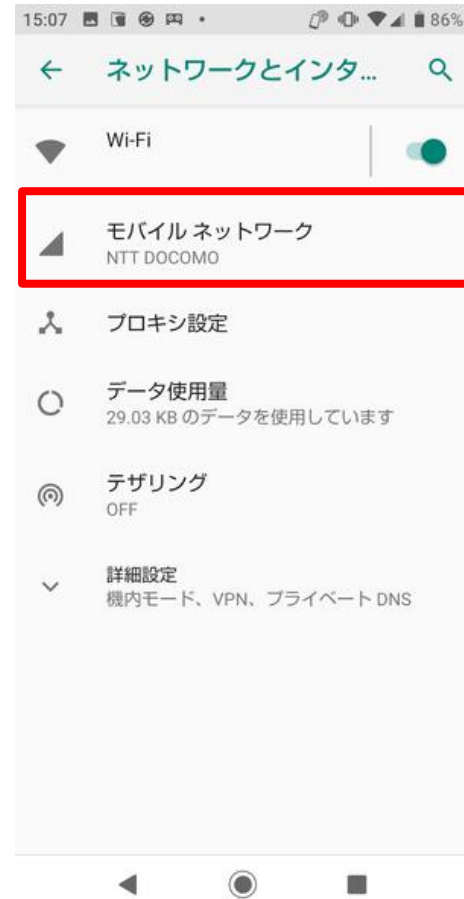 15:07 86%
ネットワークとインタ...
Wi-Fi
モバイル ネットワーク
NTT DOCOMO
プロキシ設定
データ使用量
29.03 KB のデータを使用しています
テザリング
OFF
詳細設定
機内モード、VPN、プライベート DNS